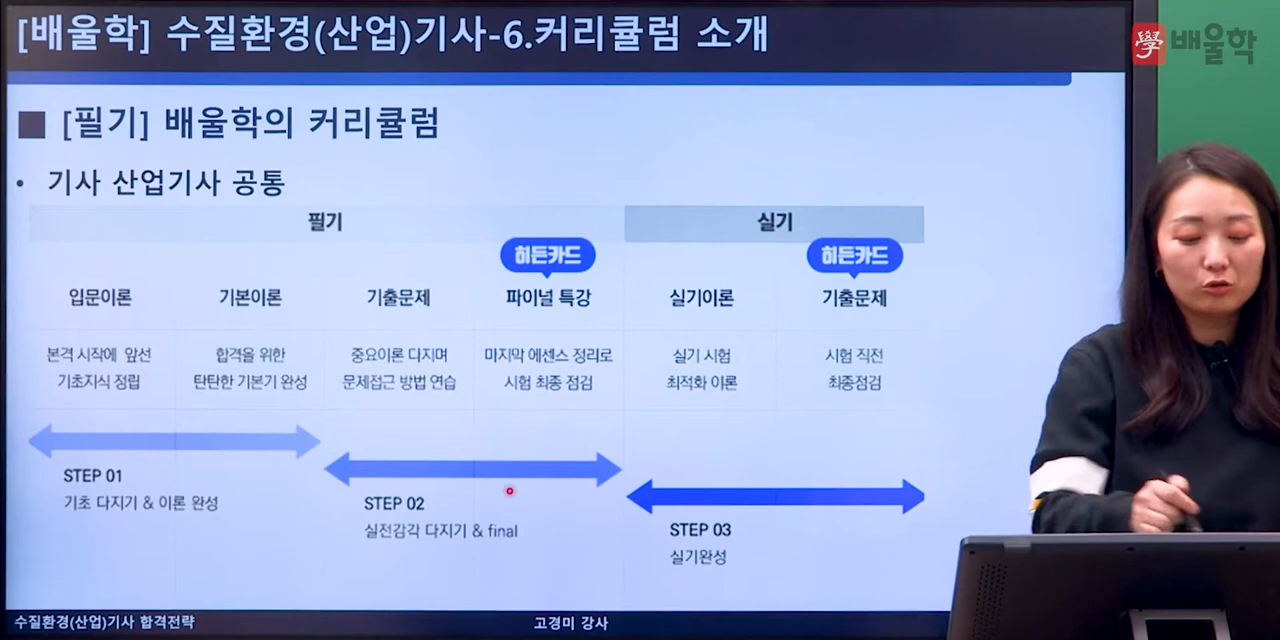 [배울학] 수질환경(산업)기사-6.커리큘럼 소개
學 배울학
■ [필기] 배울학의 커리큘럼
• 기사 산업기사 공통
필기
실기
히든카드
히든카드
입문이론
기본이론
기출문제
파이널 특강
실기이론
기출문제
본격 시작에 앞선
기초지식 정립
합격을 위한
탄탄한 기본기 완성
중요이론 다지며
문제접근 방법 연습
마지막 에센스 정리로
시험 최종 점검
실기 시험
최적화 이론
시험 직전
최종점검
STEP 01
기초 다지기 & 이론 완성
STEP 02
실전감각 다지기 & final
STEP 03
실기완성
수질환경(산업)기사 합격전략
고경미 강사